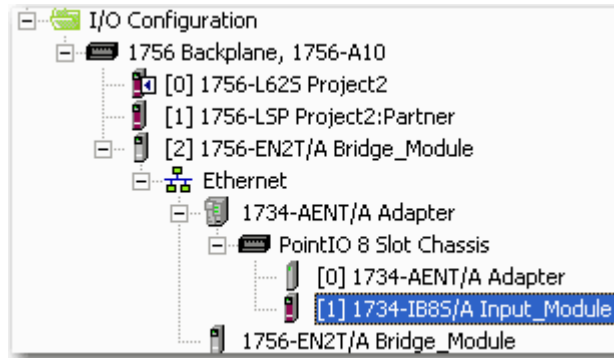 I/O Configuration
1756 Backplane, 1756-A10
[0] 1756-L62S Project2
[1] 1756-LSP Project2:Partner
[2] 1756-EN2T/A Bridge_Module
Ethernet
1734-AENT/A Adapter
PointIO 8 Slot Chassis
[0] 1734-AENT/A Adapter
[1] 1734-IB8S/A Input_Module
1756-EN2T/A Bridge_Module